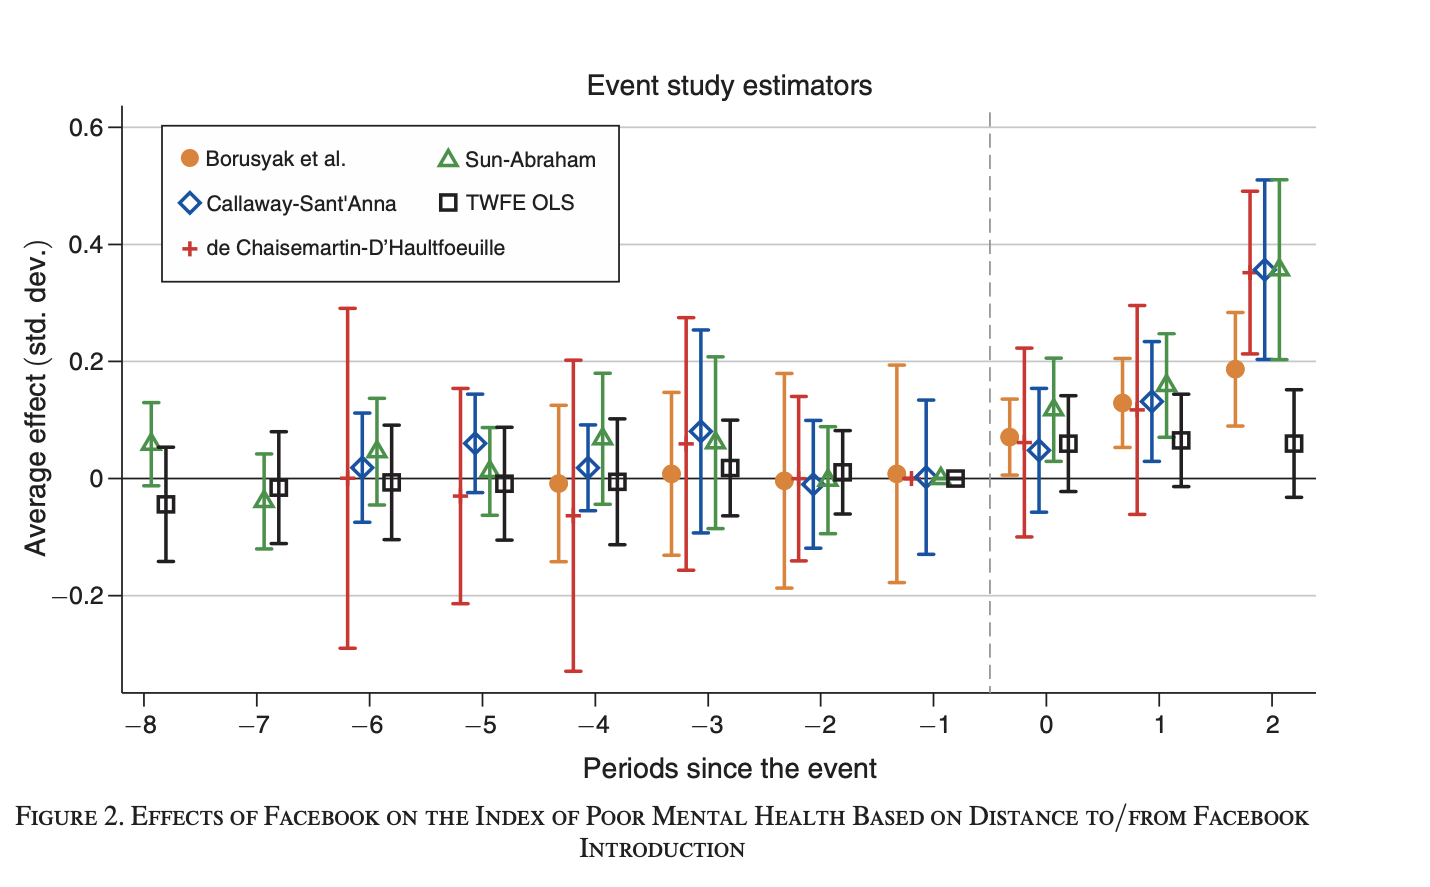 Event study estimators
0.6
0.4
0.2
0
−0.2
Average effect (std. dev.)
Borusyak et al.
Sun-Abraham
Callaway-Sant'Anna
TWFE OLS
de Chaisemartin-D’Haultfoeuille
−8 −7 −6 −5 −4 −3 −2 −1 0 1 2
Periods since the event
Figure 2. Effects of Facebook on the Index of Poor Mental Health Based on Distance to/from Facebook
Introduction